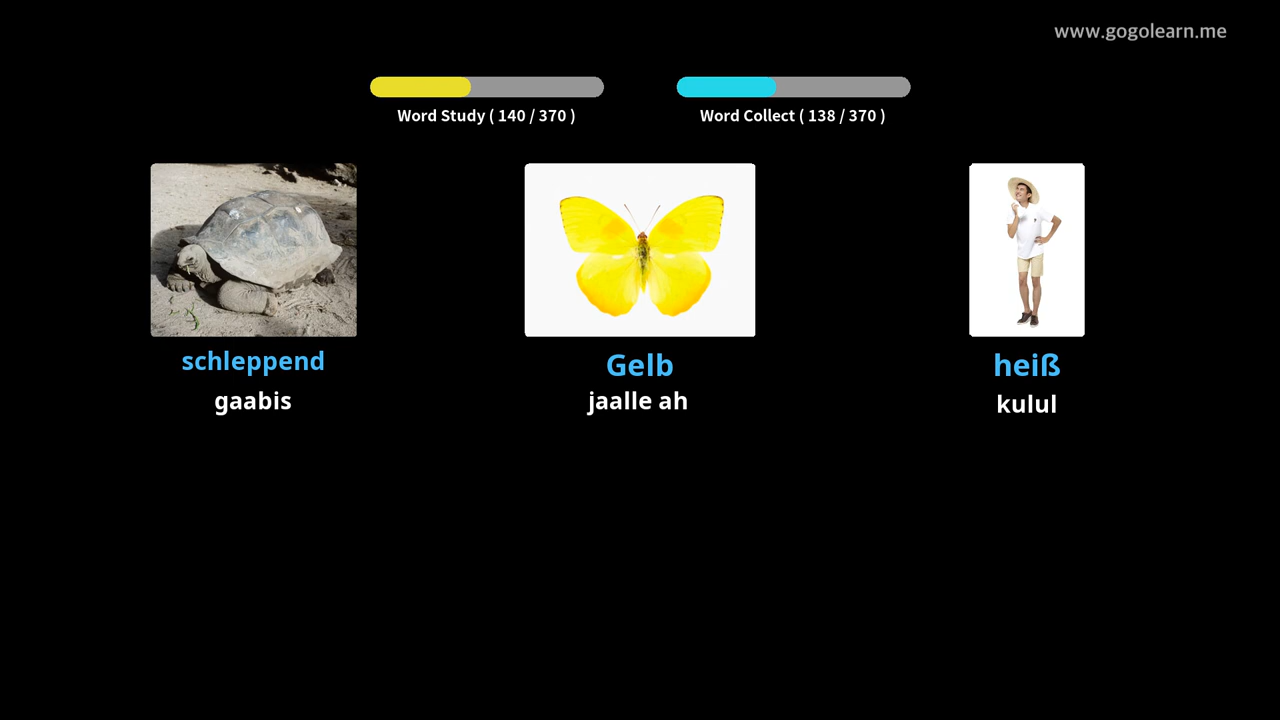 www.gogolearn.me
Word Study ( 140 / 370 )
Word Collect ( 138 / 370 )
schleppend
Gelb
heiß
gaabis
jaalle ah
kulul